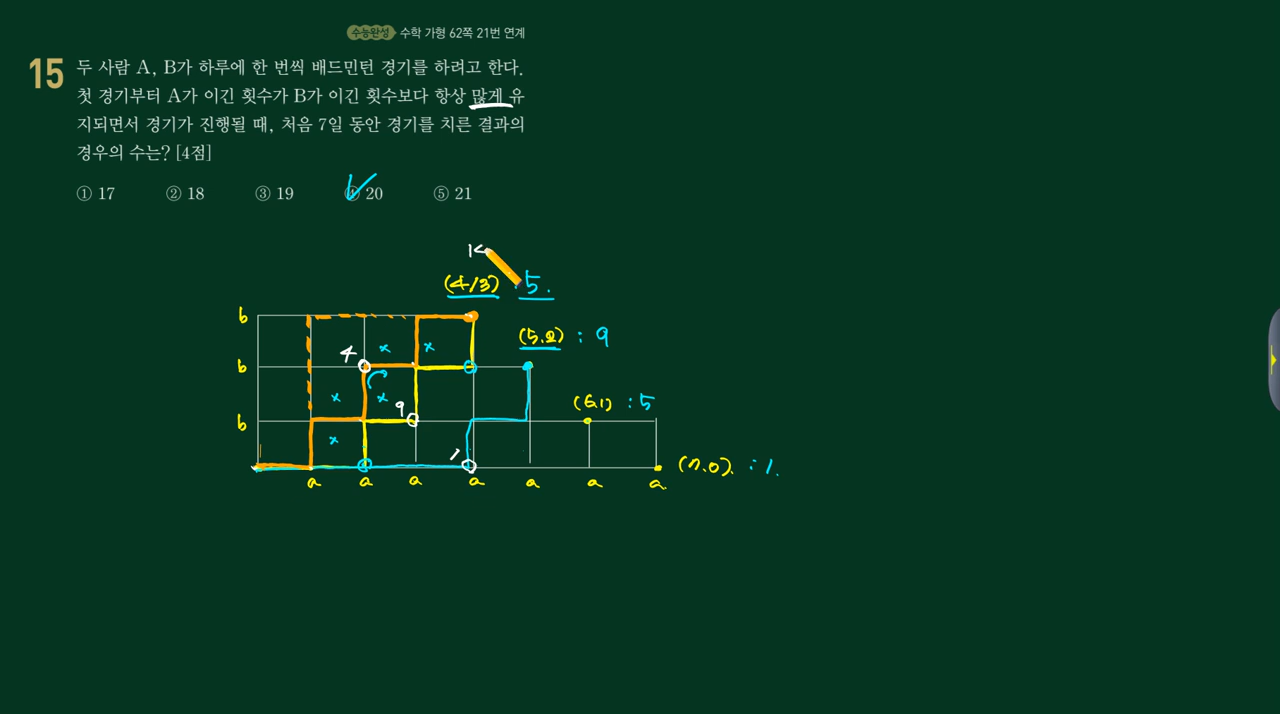 수능완성 수학 가형 62쪽 21번 연계
15 두 사람 A, B가 하루에 한 번씩 배드민턴 경기를 하려고 한다.
첫 경기부터 A가 이긴 횟수가 B가 이긴 횟수보다 항상 많게 유
지되면서 경기가 진행될 때, 처음 7일 동안 경기를 치른 결과의
경우의 수는? [4점]
① 17 ② 18 ③ 19 ④ 20 ⑤ 21
(4,3) : 5.
b
(5.2) : 9
4 x x
b
x x 9 (6,1) : 5
b
x 1
(7.0). : 1.
a a a a a a a